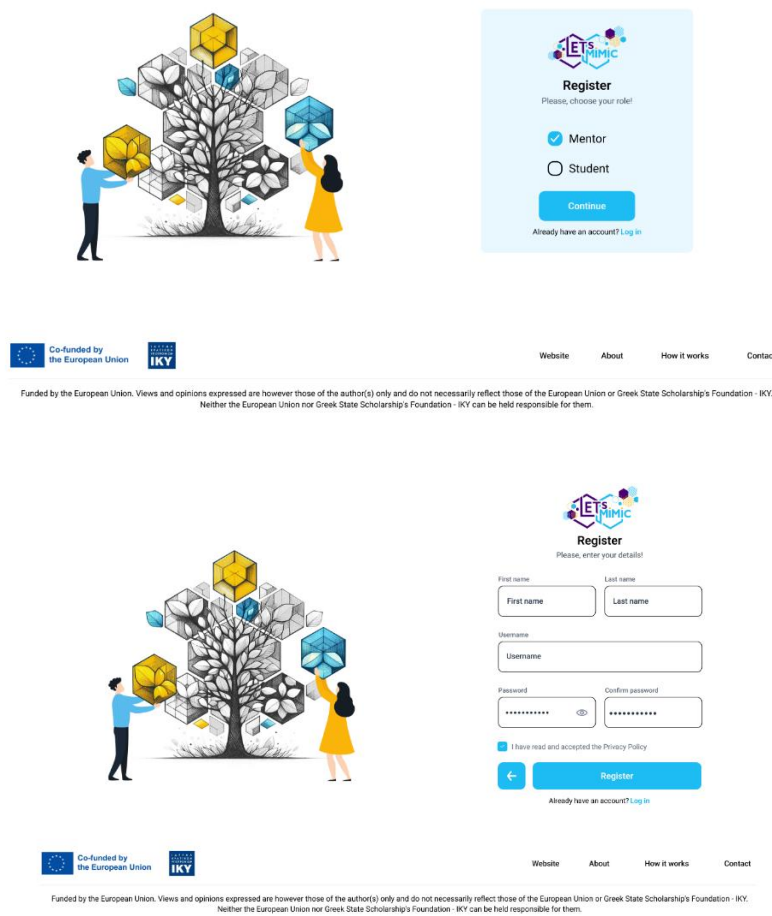 LET'S
MIMIC
Register
Please, choose your role!
Mentor
Student
Continue
Already have an account? Log in
Co-funded by
the European Union
IKY
Website About How it works Contac
Funded by the European Union. Views and opinions expressed are however those of the author(s) only and do not necessarily reflect those of the European Union or Greek State Scholarship's Foundation - IKY.
Neither the European Union nor Greek State Scholarship's Foundation - IKY can be held responsible for them.
LET'S
MIMIC
Register
Please, enter your details!
First name Last name
First name Last name
Username
Username
Password Confirm password
I have read and accepted the Privacy Policy
Register
Already have an account? Log in
Co-funded by
the European Union
IKY
Website About How it works Contact
Funded by the European Union. Views and opinions expressed are however those of the author(s) only and do not necessarily reflect those of the European Union or Greek State Scholarship's Foundation - IKY.
Neither the European Union nor Greek State Scholarship's Foundation - IKY can be held responsible for them.